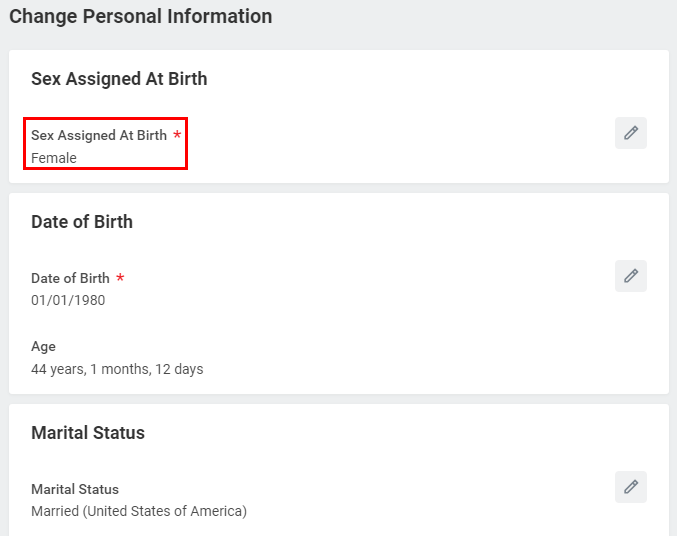 Change Personal Information
Sex Assigned At Birth
Sex Assigned At Birth *
Female
Date of Birth
Date of Birth *
01/01/1980
Age
44 years, 1 months, 12 days
Marital Status
Marital Status
Married (United States of America)